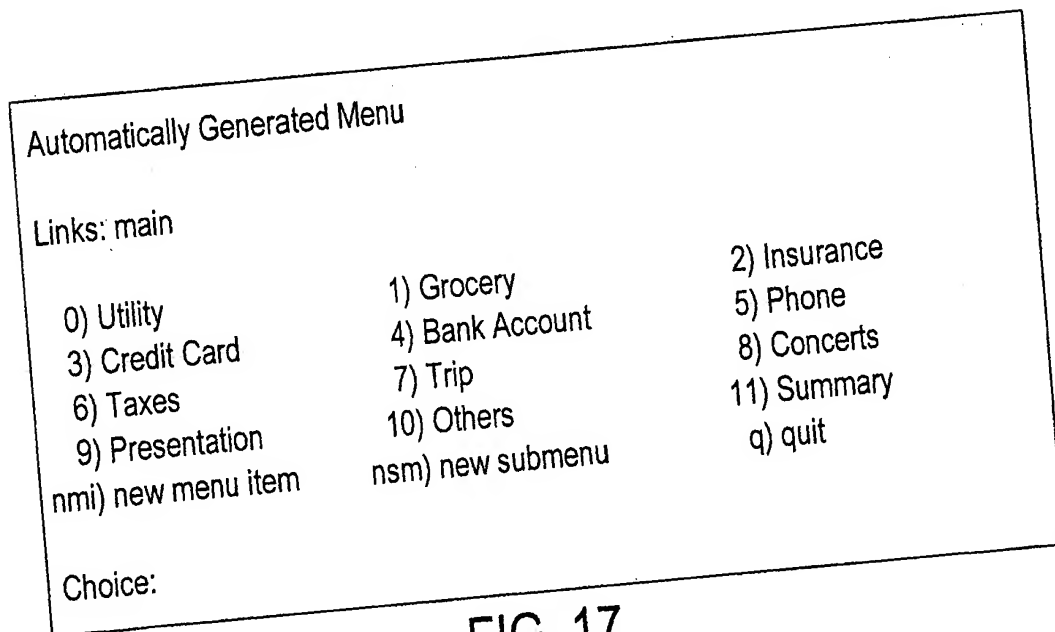 Automatically Generated Menu
Links: main
0) Utility 1) Grocery 2) Insurance
3) Credit Card 4) Bank Account 5) Phone
6) Taxes 7) Trip 8) Concerts
9) Presentation 10) Others 11) Summary
nmi) new menu item nsm) new submenu q) quit
Choice:
FIG. 17